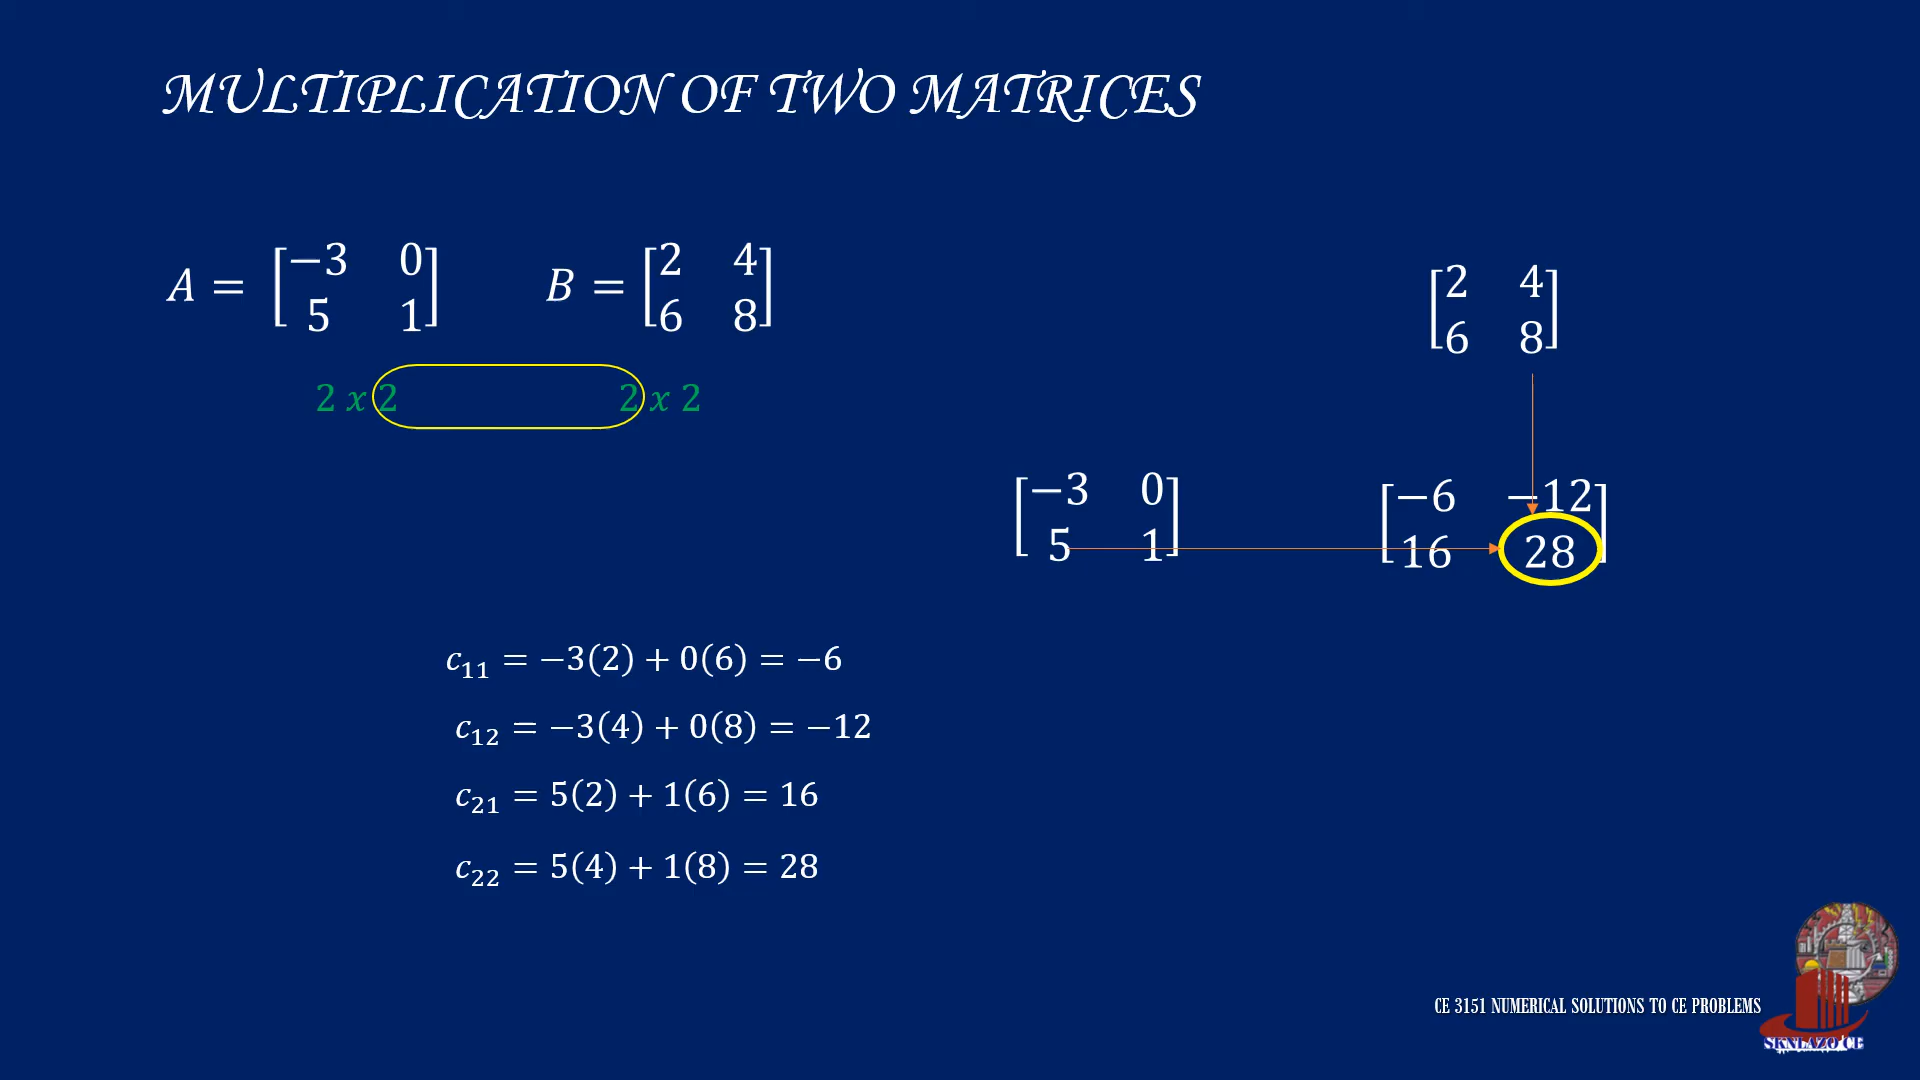 MULTIPLICATION OF TWO MATRICES
A = [−3 0
5 1]
B = [2 4
6 8]
2 x 2
2 x 2
[2 4
6 8]
[−3 0
5 1]
[−6 −12
16 28]
c₁₁ = −3(2) + 0(6) = −6
c₁₂ = −3(4) + 0(8) = −12
c₂₁ = 5(2) + 1(6) = 16
c₂₂ = 5(4) + 1(8) = 28
CE 3151 NUMERICAL SOLUTIONS TO CE PROBLEMS
SKNLAZO CE